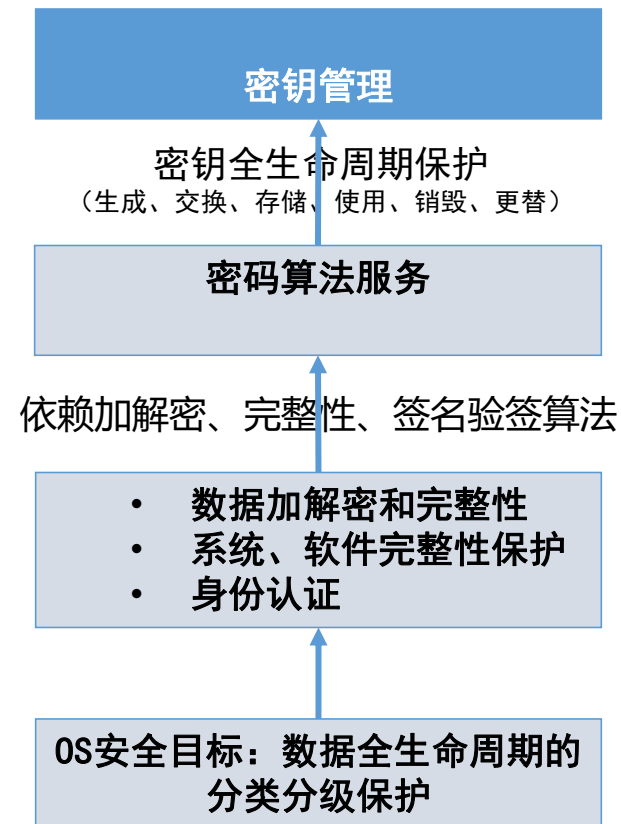 密钥管理
密钥全生命周期保护
（生成、交换、存储、使用、销毁、更替）
密码算法服务
依赖加解密、完整性、签名验签算法
• 数据加解密和完整性
• 系统、软件完整性保护
• 身份认证
OS安全目标：数据全生命周期的
分类分级保护